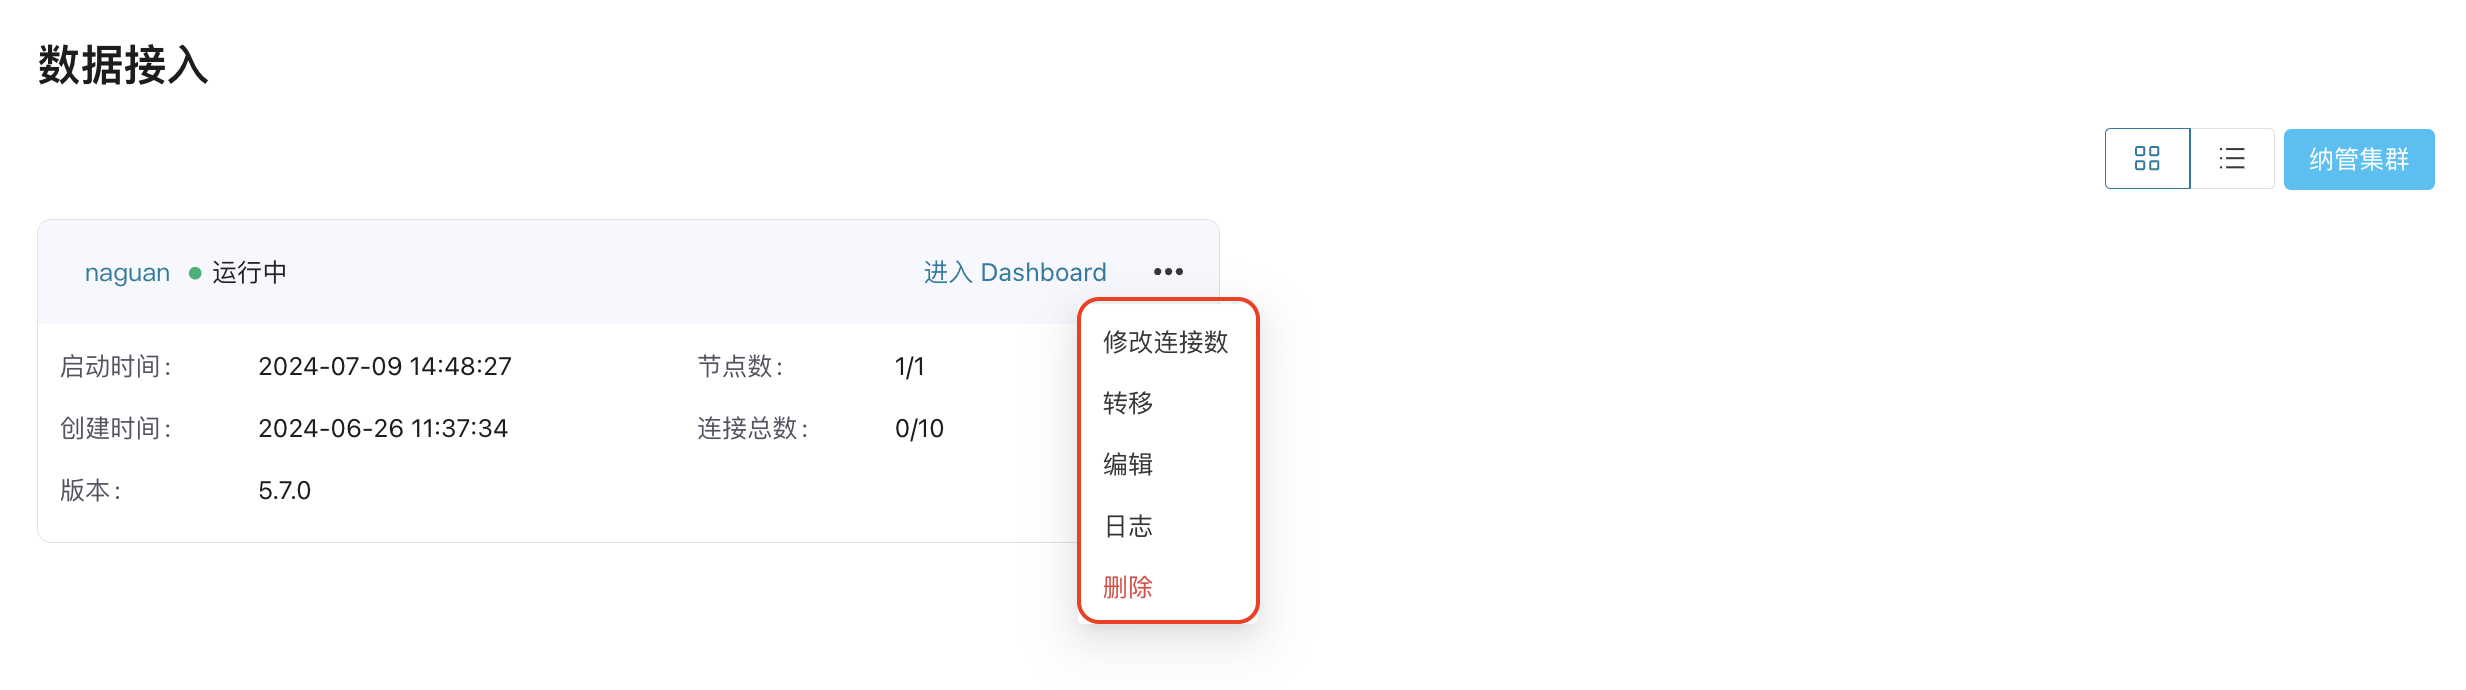 数据接入
纳管集群
naguan 运行中 进入 Dashboard
启动时间: 2024-07-09 14:48:27 节点数: 1/1
创建时间: 2024-06-26 11:37:34 连接总数: 0/10
版本: 5.7.0
修改连接数
转移
编辑
日志
删除